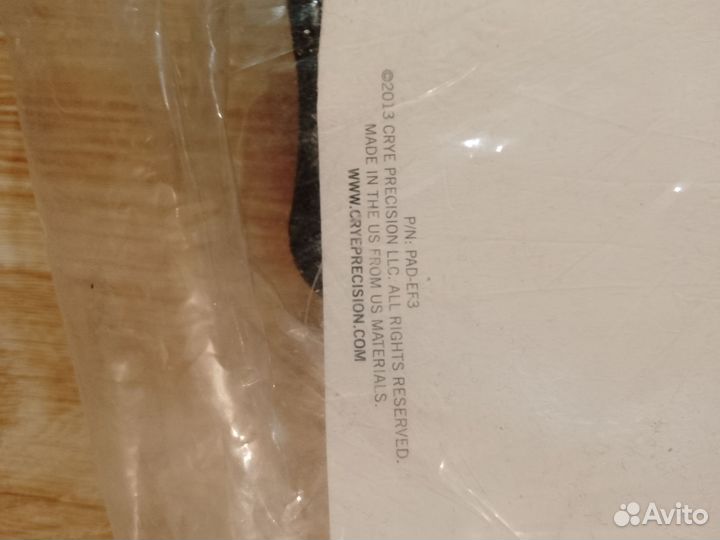 P/N: PAD-EF3
©2013 CRYE PRECISION LLC. ALL RIGHTS RESERVED.
MADE IN THE US FROM US MATERIALS.
WWW.CRYEPRECISION.COM
Avito